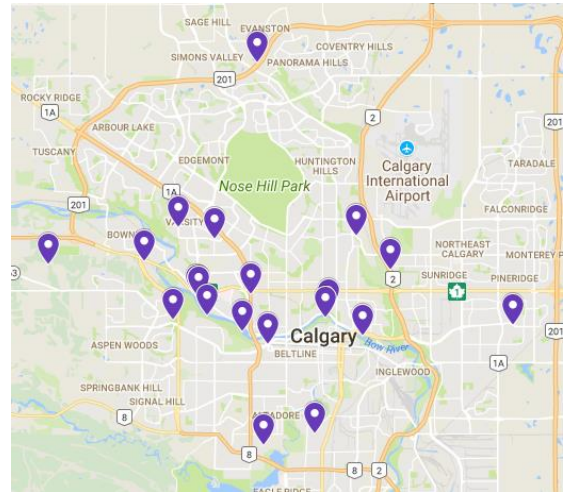 SAGE HILL
EVANSTON
SIMONS VALLEY
COVENTRY HILLS
PANORAMA HILLS
201
ROCKY RIDGE
1A
2
201
ARBOUR LAKE
TUSCANY
EDGEMONT
HUNTINGTON
HILLS
Calgary
International
Airport
TARADALE
Nose Hill Park
1A
201
VARSITY
FALCONRIDGE
BOWN
NORTHEAST
CALGARY
MONTEREY P
63
2
SUNRIDGE
PINERIDGE
1
Calgary
ASPEN WOODS
BELTLINE
Bow River
1A
201
INGLEWOOD
SPRINGBANK HILL
SIGNAL HILL
8
ALTADORE
8
8
2
EAGLE RIDGE